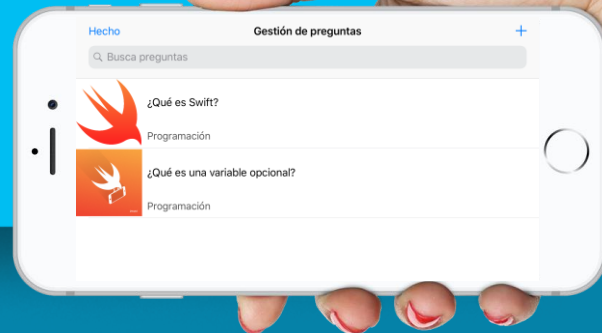 Hecho
Gestión de preguntas
+
Busca preguntas
¿Qué es Swift?
Programación
¿Qué es una variable opcional?
Programación